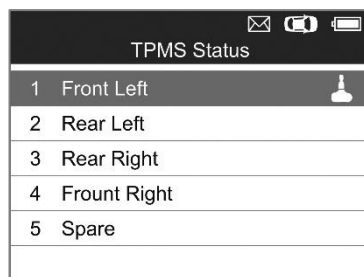 TPMS Status
1 Front Left
2 Rear Left
3 Rear Right
4 Frount Right
5 Spare